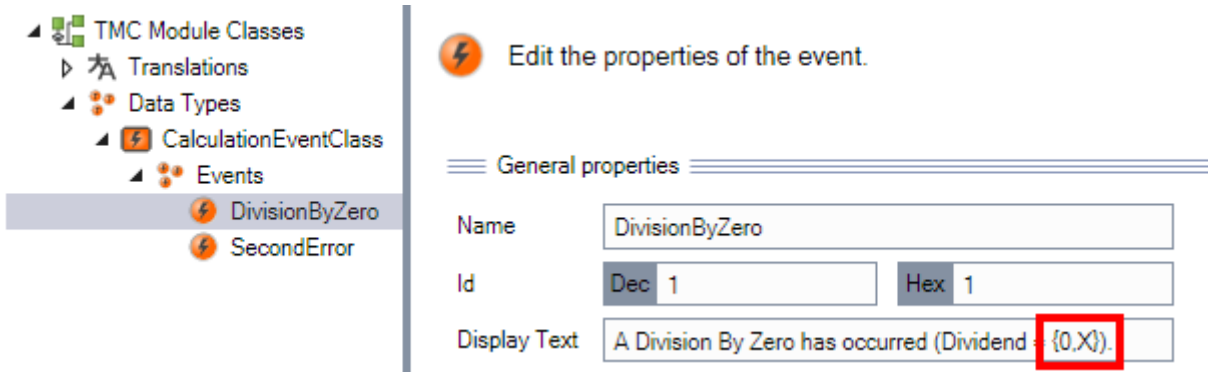 TMC Module Classes
Translations
Data Types
CalculationEventClass
Events
DivisionByZero
SecondError
Edit the properties of the event.
General properties
Name DivisionByZero
Id Dec 1 Hex 1
Display Text A Division By Zero has occurred (Dividend = {0,X}).